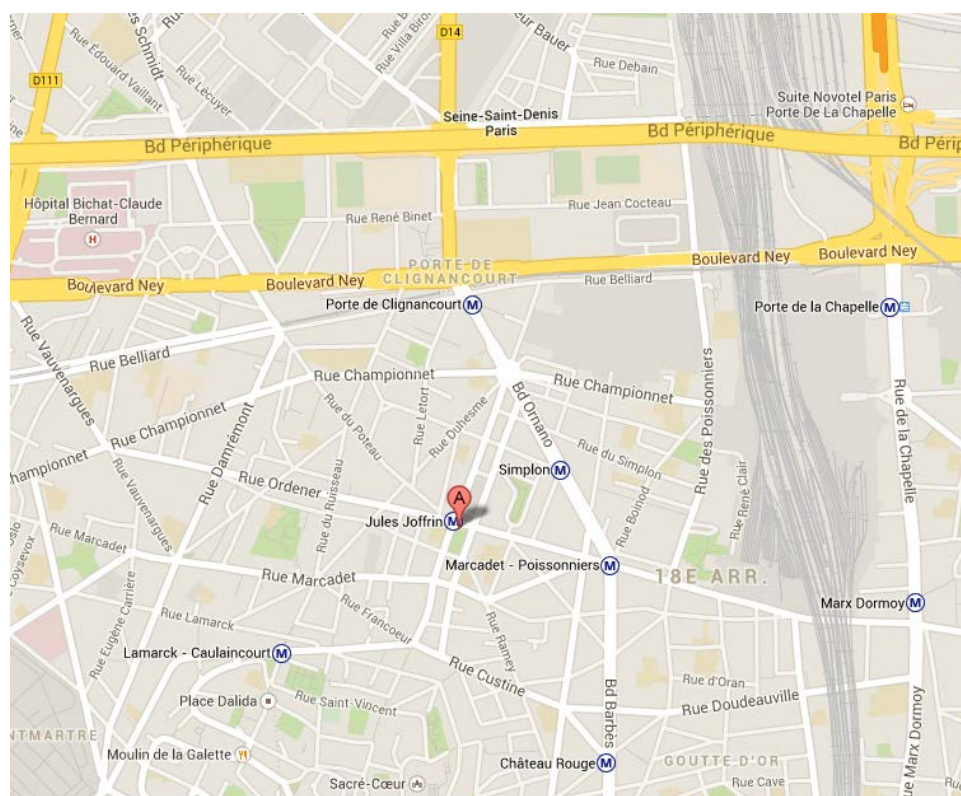 D14
D111
Rue Édouard Vaillant
Rue Lécuyer
Schmidt
Rue Villa Biron
eur Bauer
Rue Debain
Suite Novotel Paris
Porte De La Chapelle
Seine-Saint-Denis
Paris
Bd Périphérique
Bd Périphérique
Bd Périp
Hôpital Bichat-Claude
Bernard
H
Rue René Binet
Rue Jean Cocteau
Boulevard Ney
Boulevard Ney
Boulevard Ney
Boulevard Ney
PORTE DE
CLIGNANCOURT
Rue Belliard
Porte de Clignancourt M
Porte de la Chapelle M
Rue Vauvenargues
Rue Belliard
Rue Championnet
Rue Championnet
Rue Championnet
Championnet
Bd Ornano
Rue des Poissonniers
Rue de la Chapelle
Rue Letort
Rue Duhesme
Rue du Poteau
Rue Damrémont
Rue Vauvenargues
Rue du Simplon
Simplon M
Rue Ordener
Rue du Ruisseau
Rue Boinod
Rue René Clair
A
Jules Joffrin M
Coysevox
Rue Marcadet
Rue Marcadet
Marcadet - Poissonniers M
18E ARR.
Marx Dormoy M
Rue Eugène Carrière
Rue Lamarck
Rue Francoeur
Rue Ramey
Lamarck - Caulaincourt M
Rue Custine
Rue d'Oran
Rue Doudeauville
Place Dalida
Rue Saint-Vincent
Bd Barbès
Rue Marx Dormoy
NTMARTRE
Moulin de la Galette
Château Rouge M
GOUTTE D'OR
Sacré-Cœur
Rue Cave